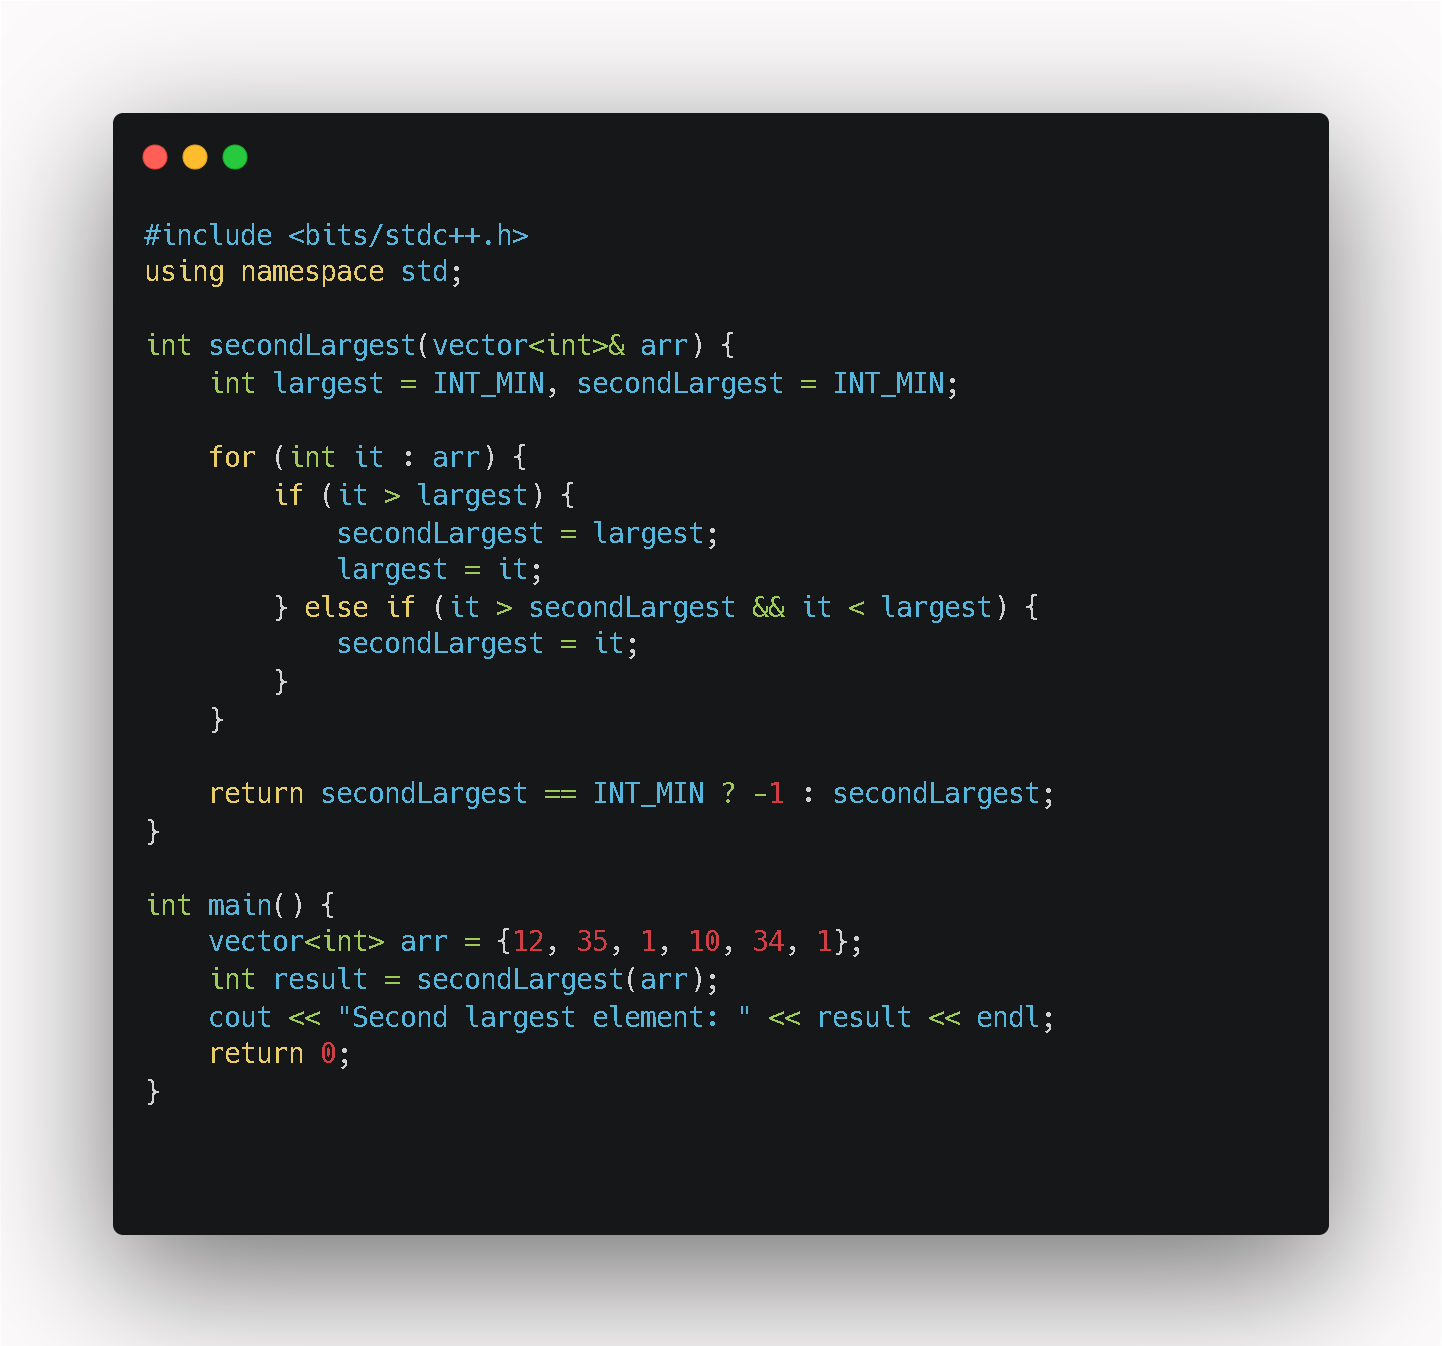 #include <bits/stdc++.h>
using namespace std;

int secondLargest(vector<int>& arr) {
    int largest = INT_MIN, secondLargest = INT_MIN;

    for (int it : arr) {
        if (it > largest) {
            secondLargest = largest;
            largest = it;
        } else if (it > secondLargest && it < largest) {
            secondLargest = it;
        }
    }

    return secondLargest == INT_MIN ? -1 : secondLargest;
}

int main() {
    vector<int> arr = {12, 35, 1, 10, 34, 1};
    int result = secondLargest(arr);
    cout << "Second largest element: " << result << endl;
    return 0;
}